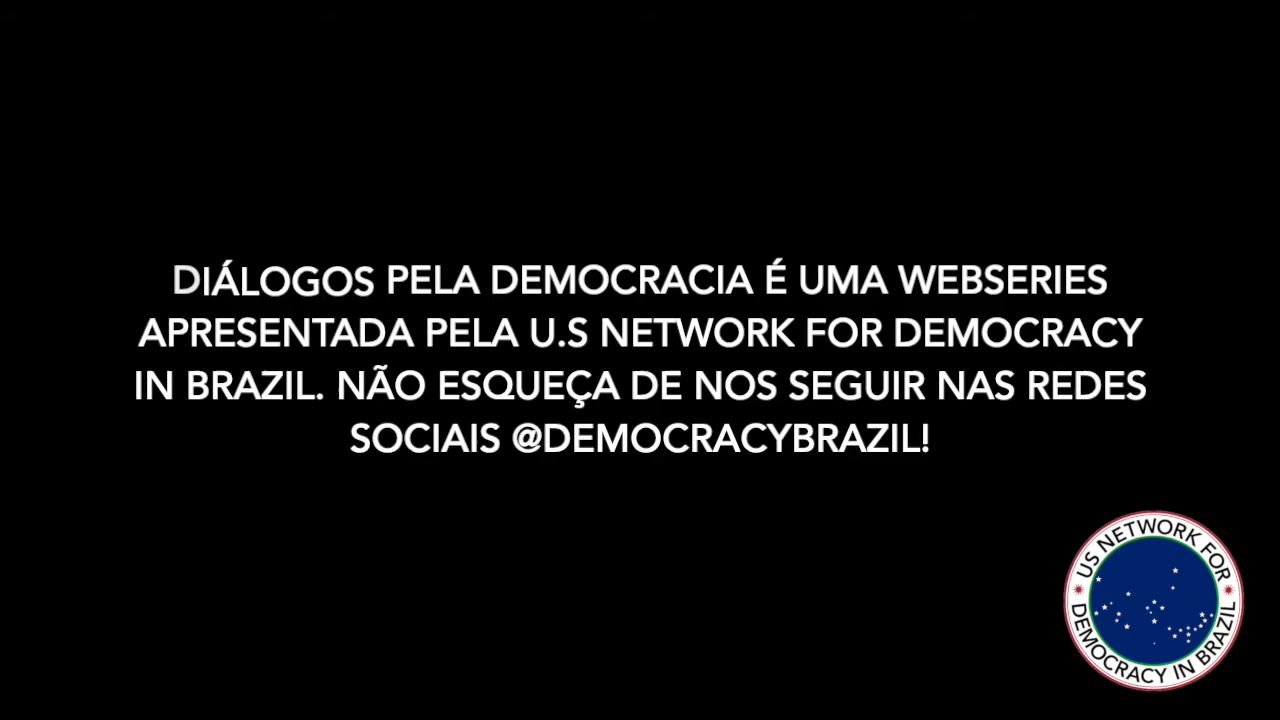 DIÁLOGOS PELA DEMOCRACIA É UMA WEBSERIES
APRESENTADA PELA U.S NETWORK FOR DEMOCRACY
IN BRAZIL. NÃO ESQUEÇA DE NOS SEGUIR NAS REDES
SOCIAIS @DEMOCRACYBRAZIL!
US NETWORK FOR
DEMOCRACY IN BRAZIL